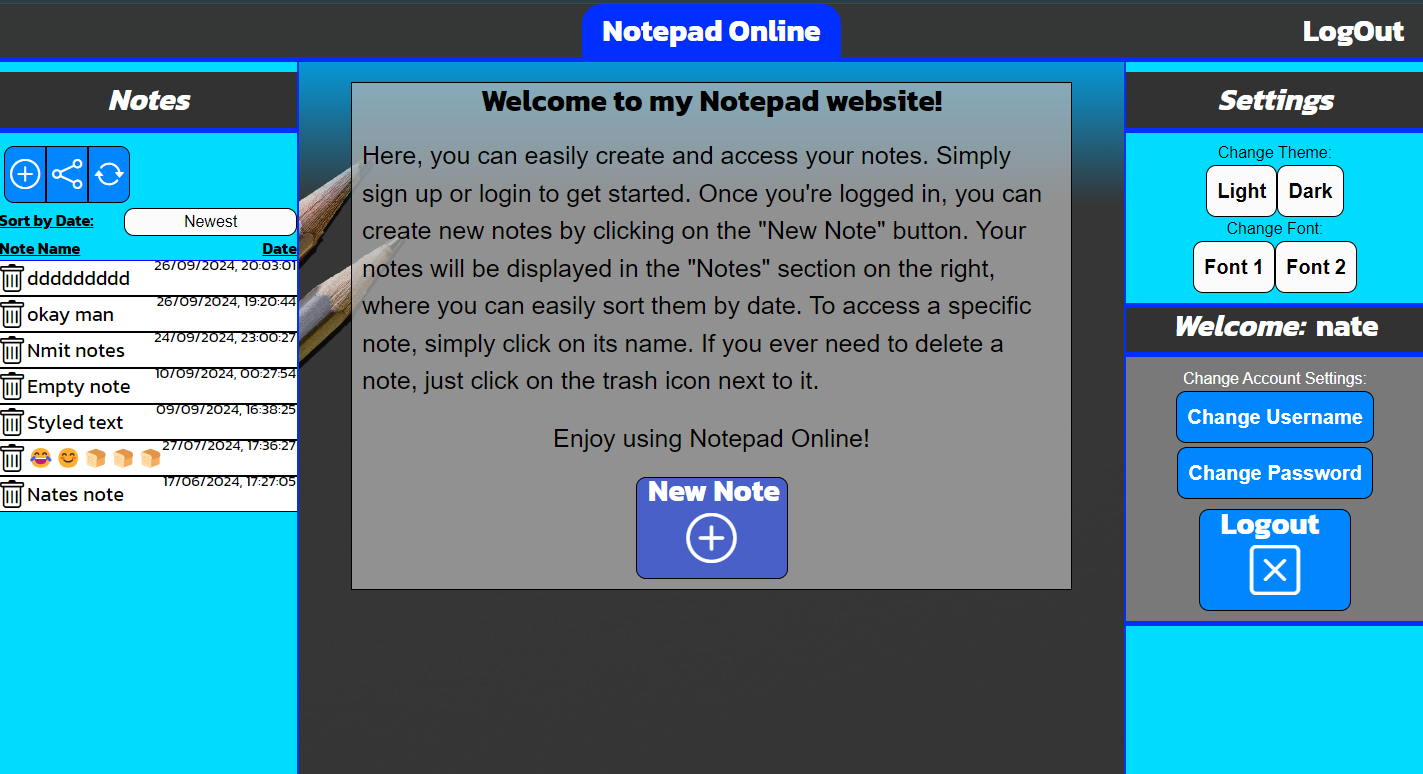 Notepad Online
LogOut
Notes
Sort by Date:
Newest
Note Name
Date
ddddddddd
26/09/2024, 20:03:01
okay man
26/09/2024, 19:20:44
Nmit notes
24/09/2024, 23:00:27
Empty note
10/09/2024, 00:27:54
Styled text
09/09/2024, 16:38:25
😂 😊 🍞 🍞 🍞
27/07/2024, 17:36:27
Nates note
17/06/2024, 17:27:05
Welcome to my Notepad website!
Here, you can easily create and access your notes. Simply
sign up or login to get started. Once you're logged in, you can
create new notes by clicking on the "New Note" button. Your
notes will be displayed in the "Notes" section on the right,
where you can easily sort them by date. To access a specific
note, simply click on its name. If you ever need to delete a
note, just click on the trash icon next to it.
Enjoy using Notepad Online!
New Note
Settings
Change Theme:
Light
Dark
Change Font:
Font 1
Font 2
Welcome: nate
Change Account Settings:
Change Username
Change Password
Logout